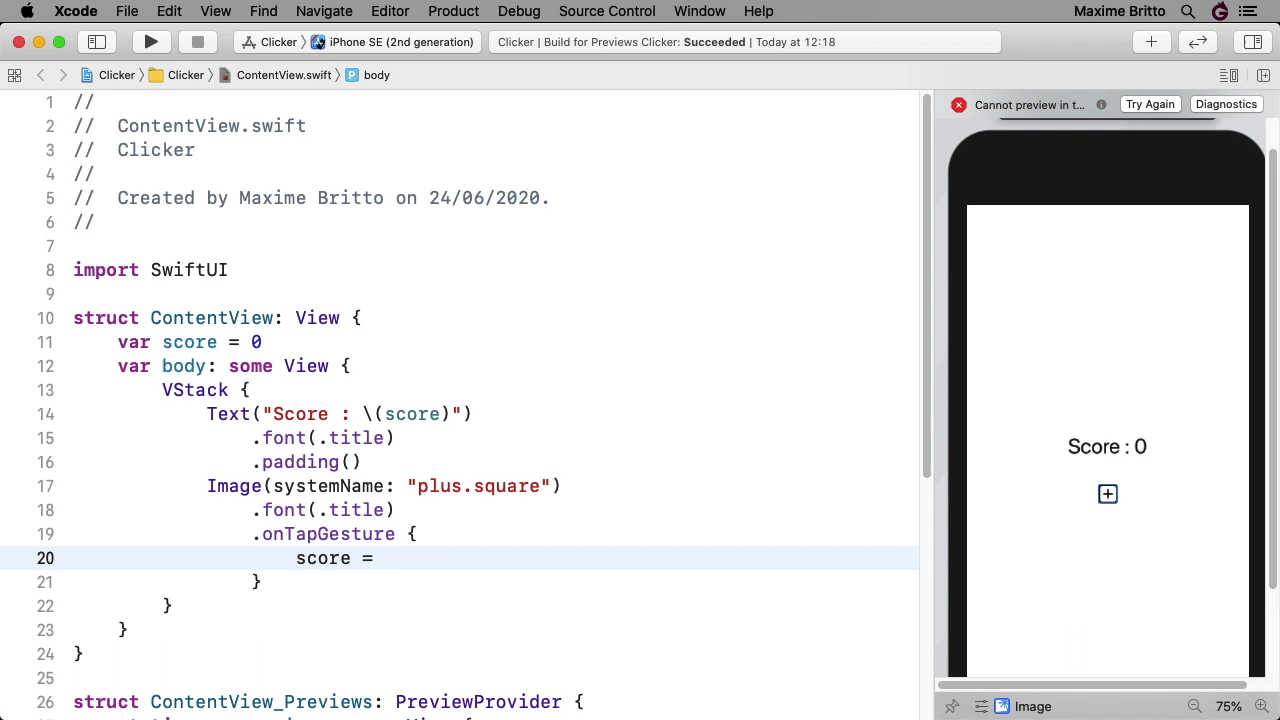 Xcode File Edit View Find Navigate Editor Product Debug Source Control Window Help Maxime Britto
Clicker 〉 iPhone SE (2nd generation) Clicker | Build for Previews Clicker: Succeeded | Today at 12:18
Clicker 〉 Clicker 〉 ContentView.swift 〉 P body
Cannot preview in t... Try Again Diagnostics
1 //
2 //  ContentView.swift
3 //  Clicker
4 //
5 //  Created by Maxime Britto on 24/06/2020.
6 //
7
8 import SwiftUI
9
10 struct ContentView: View {
11     var score = 0
12     var body: some View {
13         VStack {
14             Text("Score : \(score)")
15                 .font(.title)
16                 .padding()
17             Image(systemName: "plus.square")
18                 .font(.title)
19                 .onTapGesture {
20                     score =
21                 }
22         }
23     }
24 }
25
26 struct ContentView_Previews: PreviewProvider {
Score : 0
Image 75%